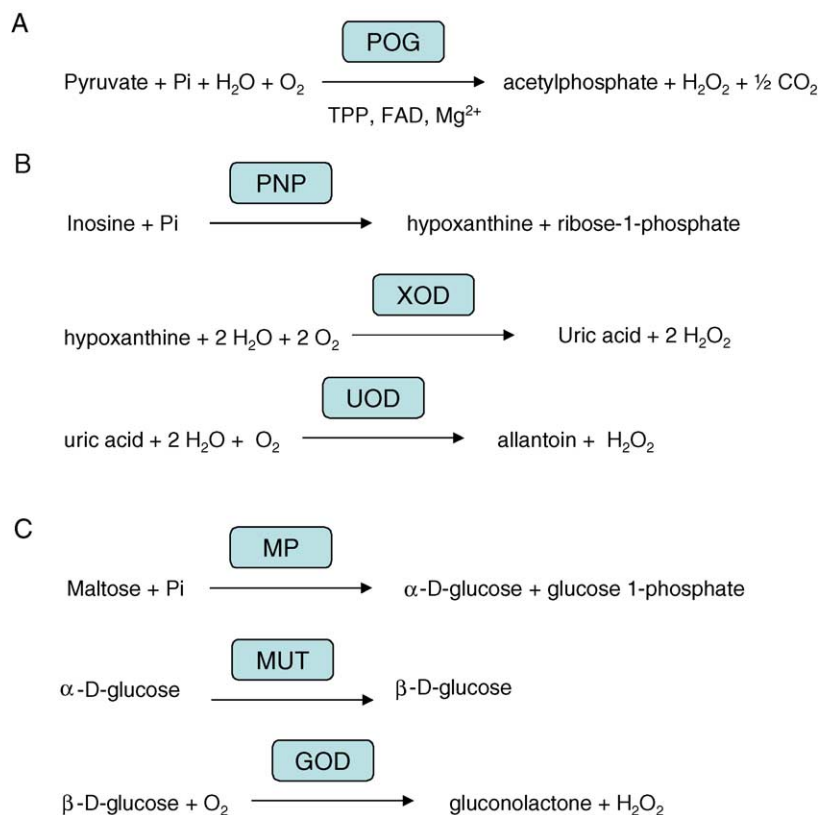 A
POG
Pyruvate + Pi + H₂O + O₂ acetylphosphate + H₂O₂ + ½ CO₂
TPP, FAD, Mg²⁺
B
PNP
Inosine + Pi hypoxanthine + ribose-1-phosphate
XOD
hypoxanthine + 2 H₂O + 2 O₂ Uric acid + 2 H₂O₂
UOD
uric acid + 2 H₂O + O₂ allantoin + H₂O₂
C
MP
Maltose + Pi α-D-glucose + glucose 1-phosphate
MUT
α-D-glucose β-D-glucose
GOD
β-D-glucose + O₂ gluconolactone + H₂O₂